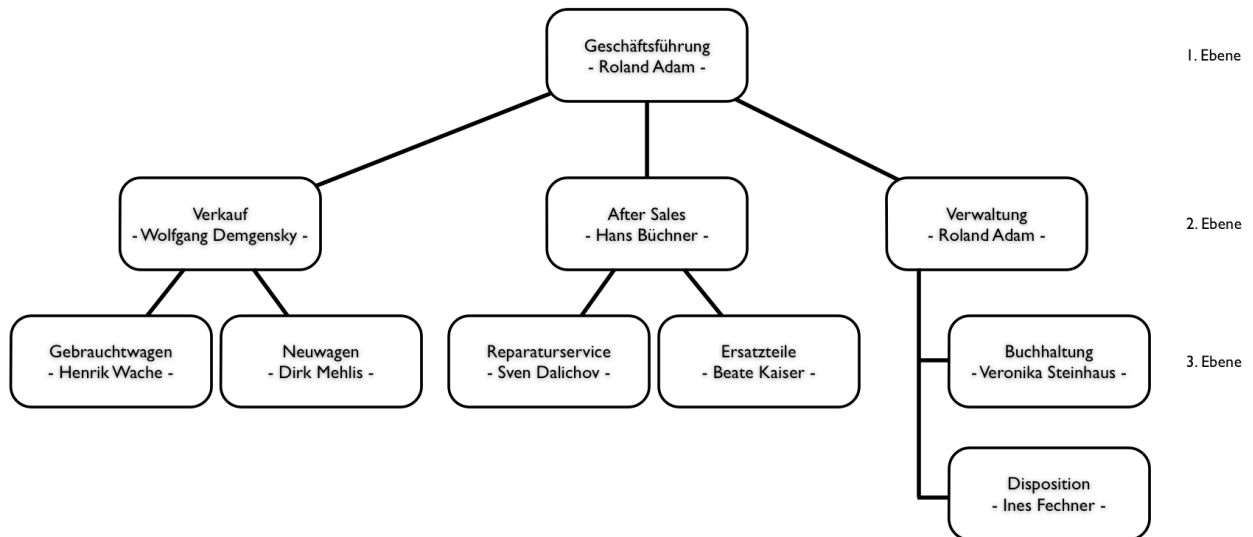 Geschäftsführung
- Roland Adam -
1. Ebene
Verkauf
- Wolfgang Demgensky -
After Sales
- Hans Büchner -
Verwaltung
- Roland Adam -
2. Ebene
Gebrauchtwagen
- Henrik Wache -
Neuwagen
- Dirk Mehlis -
Reparaturservice
- Sven Dalichov -
Ersatzteile
- Beate Kaiser -
Buchhaltung
- Veronika Steinhaus -
3. Ebene
Disposition
- Ines Fechner -